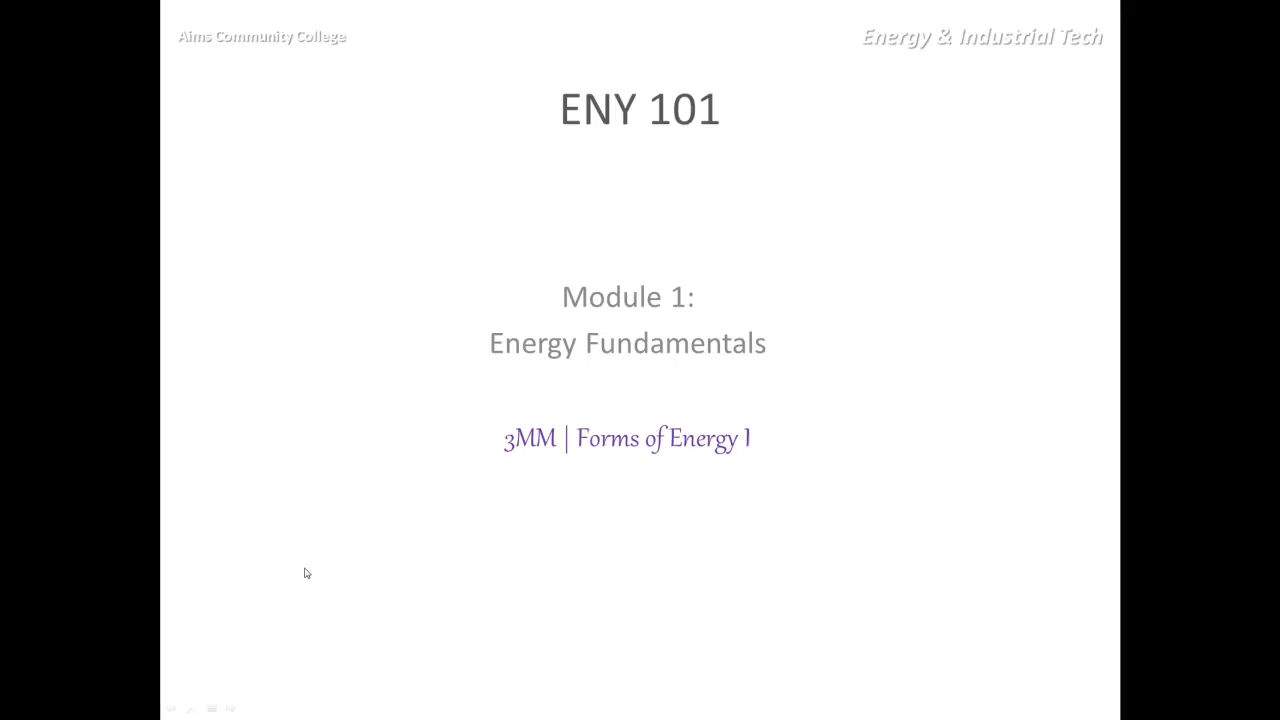 Aims Community College
Energy & Industrial Tech
ENY 101
Module 1:
Energy Fundamentals
3MM | Forms of Energy I